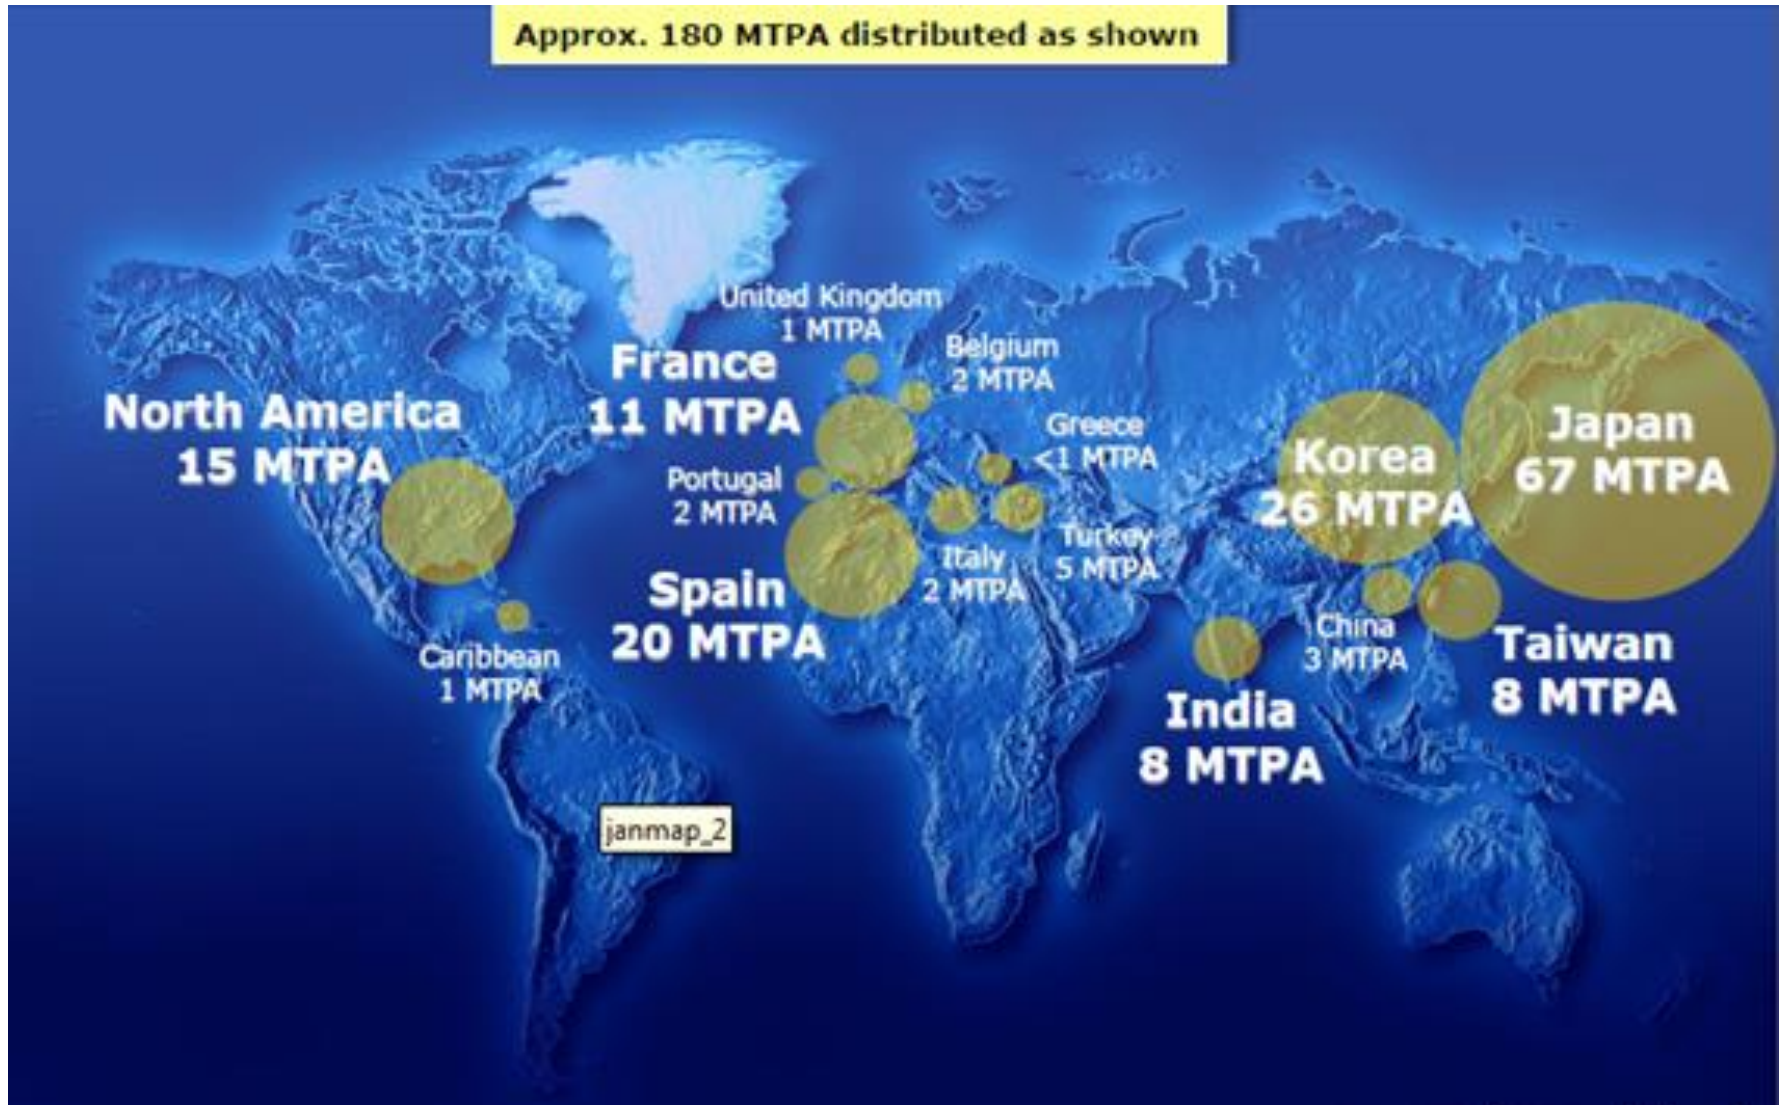 Approx. 180 MTPA distributed as shown
United Kingdom
1 MTPA
France
11 MTPA
Belgium
2 MTPA
North America
15 MTPA
Greece
<1 MTPA
Japan
67 MTPA
Korea
26 MTPA
Portugal
2 MTPA
Turkey
5 MTPA
Italy
2 MTPA
Spain
20 MTPA
Caribbean
1 MTPA
China
3 MTPA
Taiwan
8 MTPA
India
8 MTPA
janmap_2